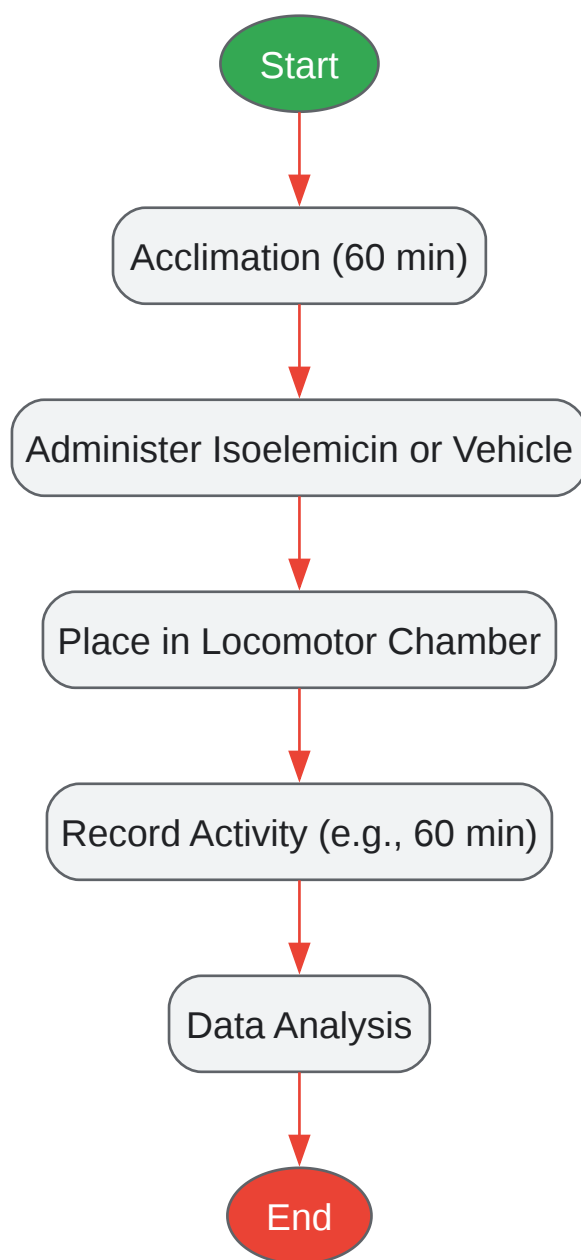 Start
Acclimation (60 min)
Administer Isoelemicin or Vehicle
Place in Locomotor Chamber
Record Activity (e.g., 60 min)
Data Analysis
End